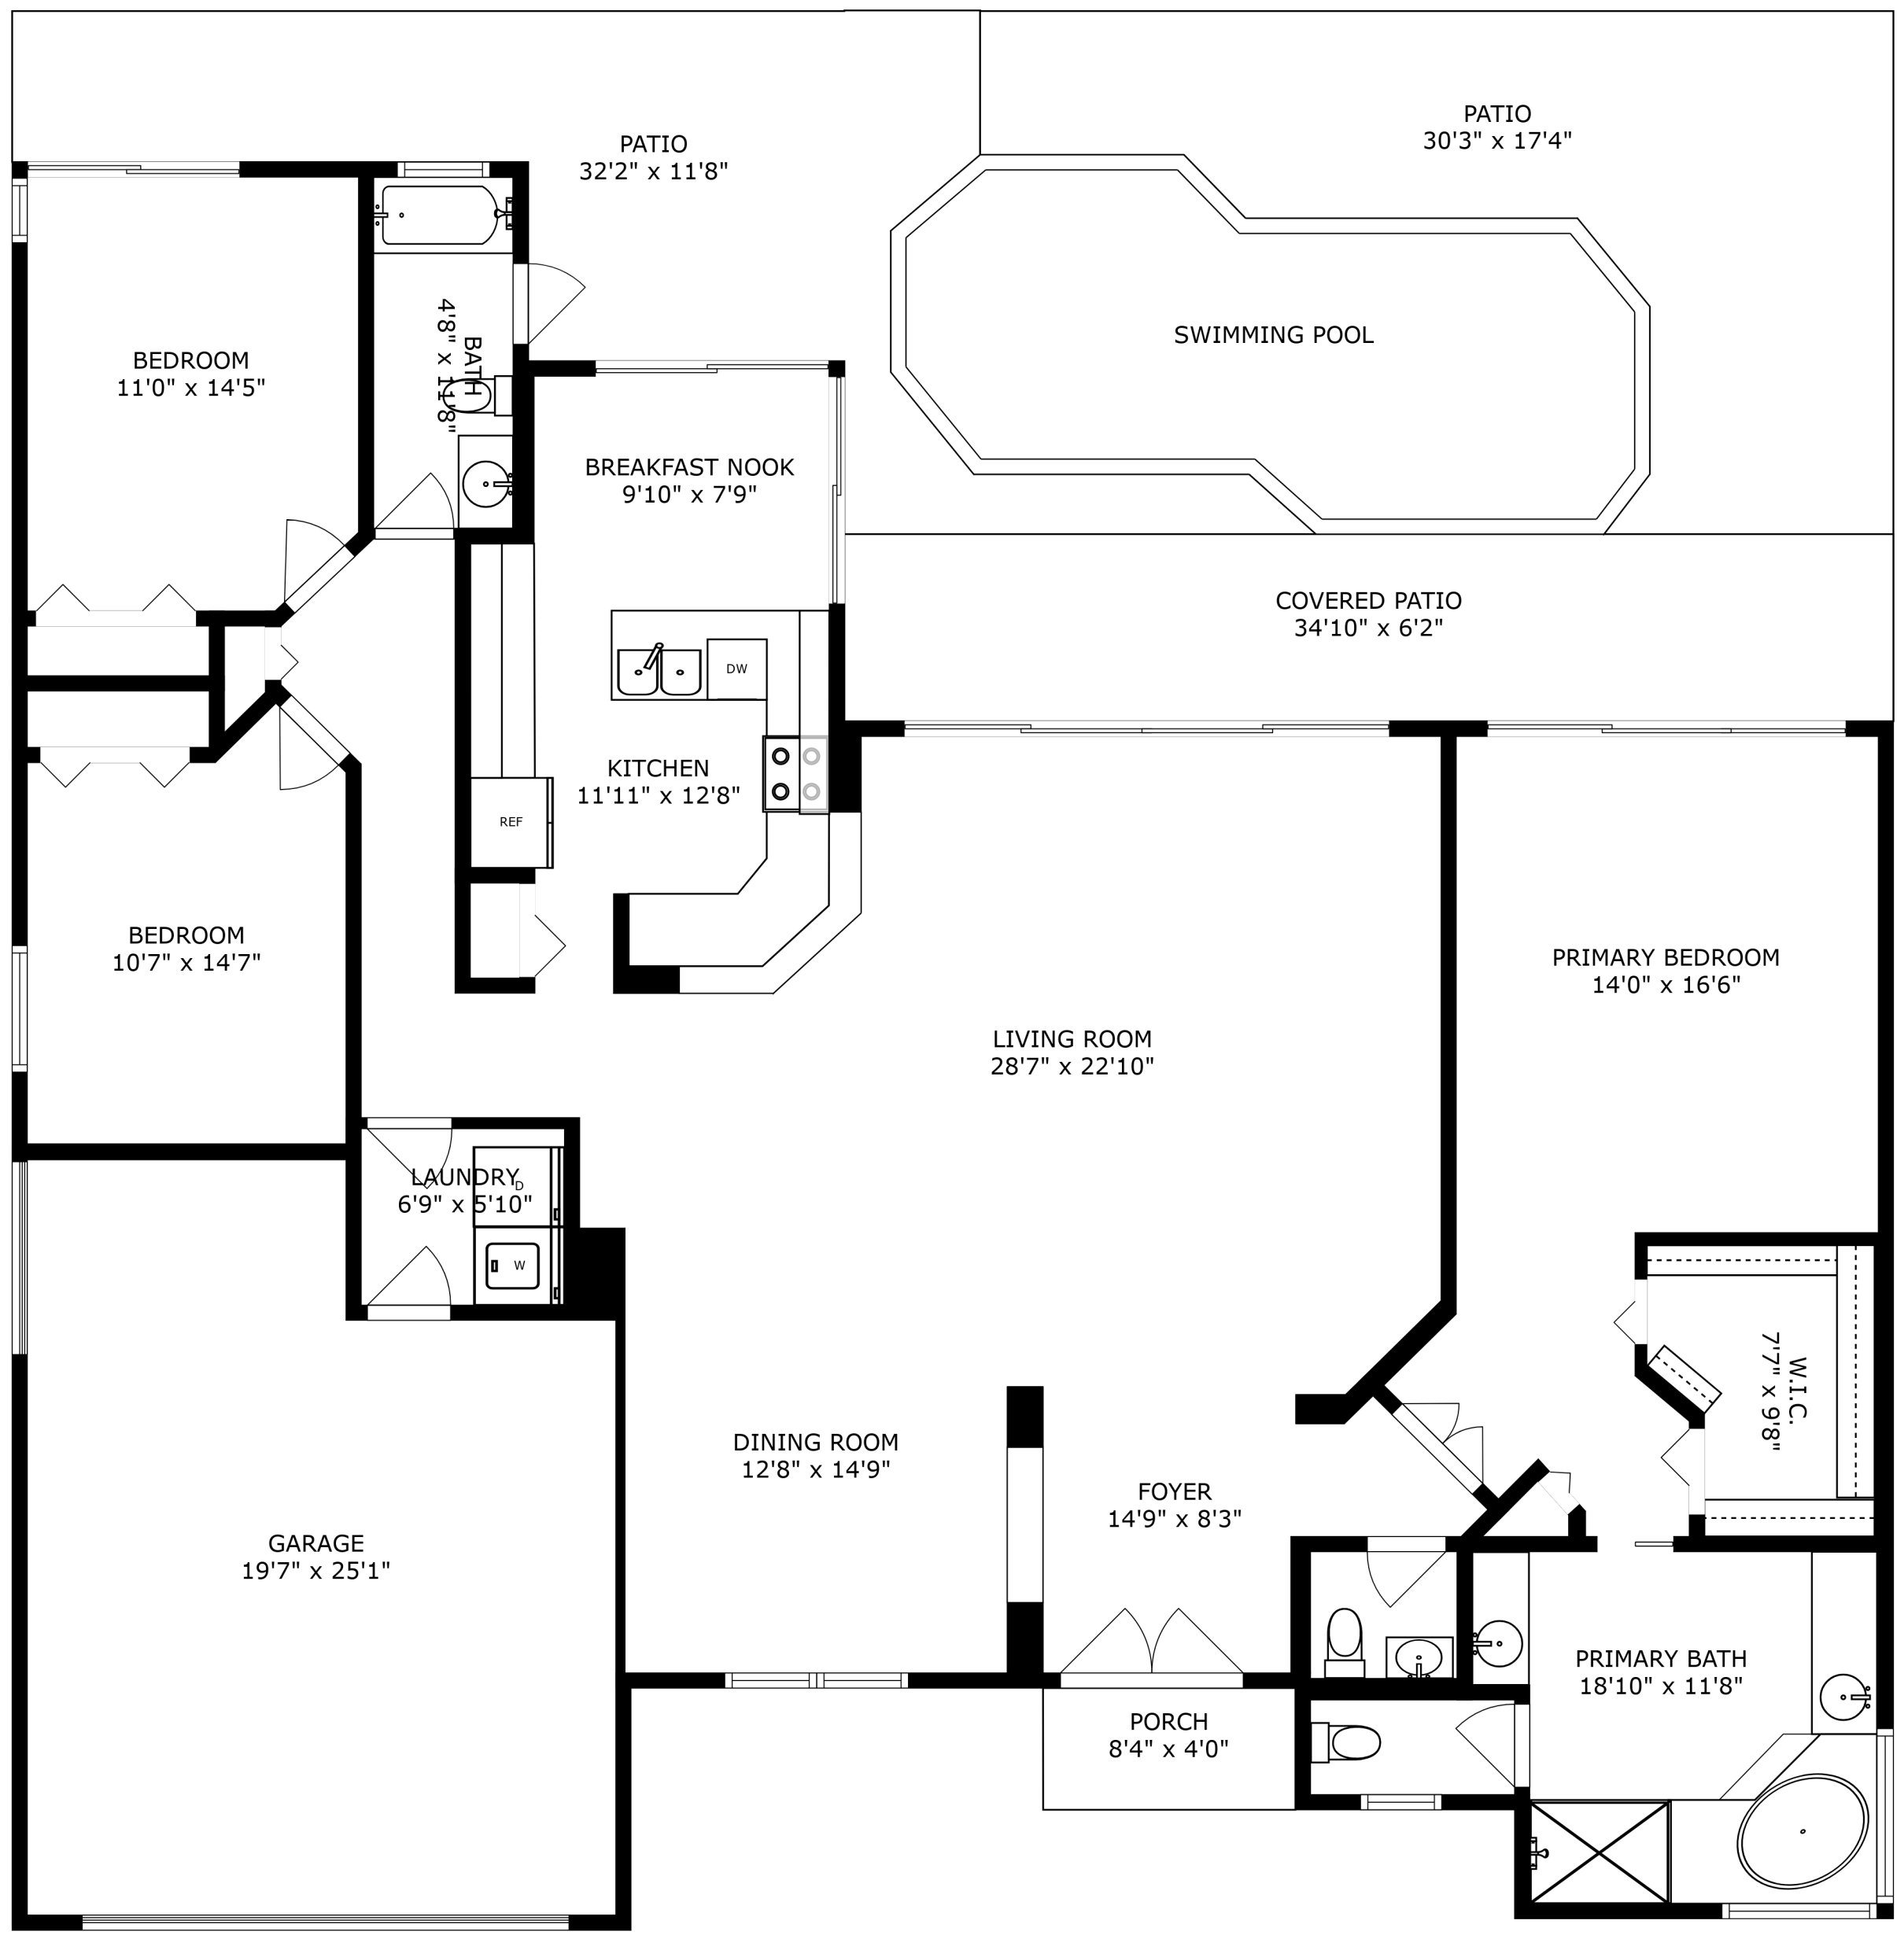 PATIO
30'3" x 17'4"
PATIO
32'2" x 11'8"
SWIMMING POOL
BEDROOM
11'0" x 14'5"
BATH
4'8" x 11'8"
BREAKFAST NOOK
9'10" x 7'9"
COVERED PATIO
34'10" x 6'2"
DW
KITCHEN
11'11" x 12'8"
REF
BEDROOM
10'7" x 14'7"
LIVING ROOM
28'7" x 22'10"
PRIMARY BEDROOM
14'0" x 16'6"
LAUNDRY
6'9" x 5'10"
D
W
W.I.C.
7'7" x 9'8"
DINING ROOM
12'8" x 14'9"
FOYER
14'9" x 8'3"
GARAGE
19'7" x 25'1"
PRIMARY BATH
18'10" x 11'8"
PORCH
8'4" x 4'0"